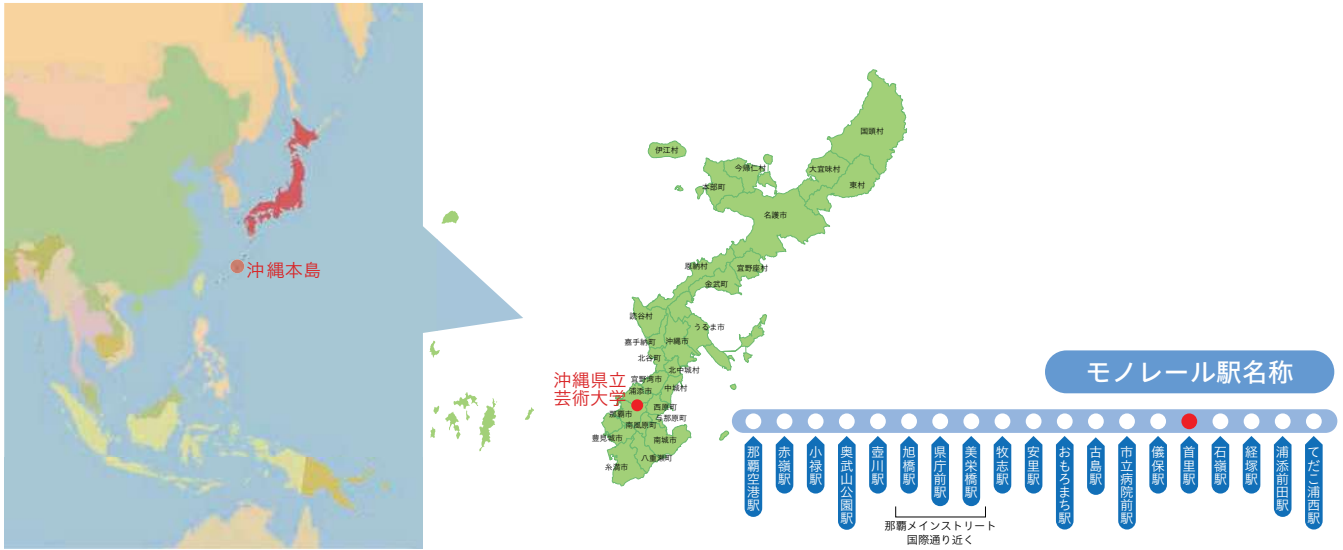 沖縄本島
国頭村
伊江村
今帰仁村
大宜味村
本部町
東村
名護市
恩納村
宜野座村
金武町
読谷村
うるま市
嘉手納町
沖縄市
北谷町
北中城村
宜野湾市
中城村
浦添市
沖縄県立
芸術大学
西原町
那覇市
与那原町
南風原町
豊見城市
南城市
八重瀬町
糸満市
モノレール駅名称
那覇空港駅
赤嶺駅
小禄駅
奥武山公園駅
壺川駅
旭橋駅
県庁前駅
美栄橋駅
牧志駅
安里駅
おもろまち駅
古島駅
市立病院前駅
儀保駅
首里駅
石嶺駅
経塚駅
浦添前田駅
てだこ浦西駅
那覇メインストリート
国際通り近く